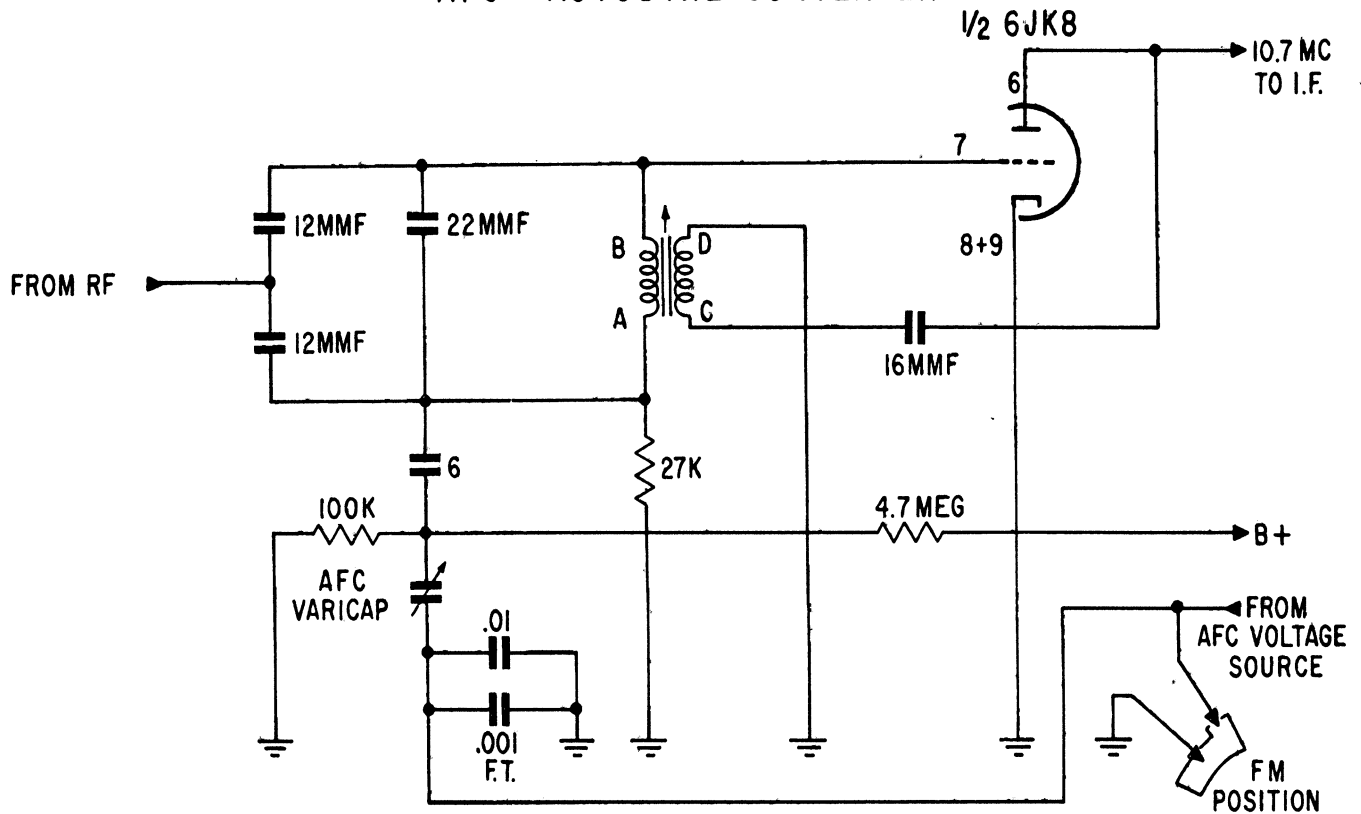 1/2 6JK8
6
10.7 MC
TO I.F.
7
12MMF
22MMF
B
D
8+9
FROM RF
A
C
12MMF
16MMF
6
27K
100K
4.7 MEG
B+
AFC
VARICAP
.01
FROM
AFC VOLTAGE
SOURCE
.001
F.T.
FM
POSITION